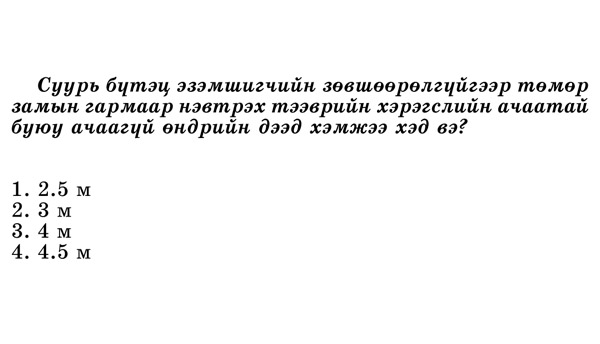 Суурь бүтэц эзэмшигчийн зөвшөөрөлгүйгээр төмөр
замын гармаар нэвтрэх тээврийн хэрэгслийн ачаатай
буюу ачаагүй өндрийн дээд хэмжээ хэд вэ?
1. 2.5 м
2. 3 м
3. 4 м
4. 4.5 м